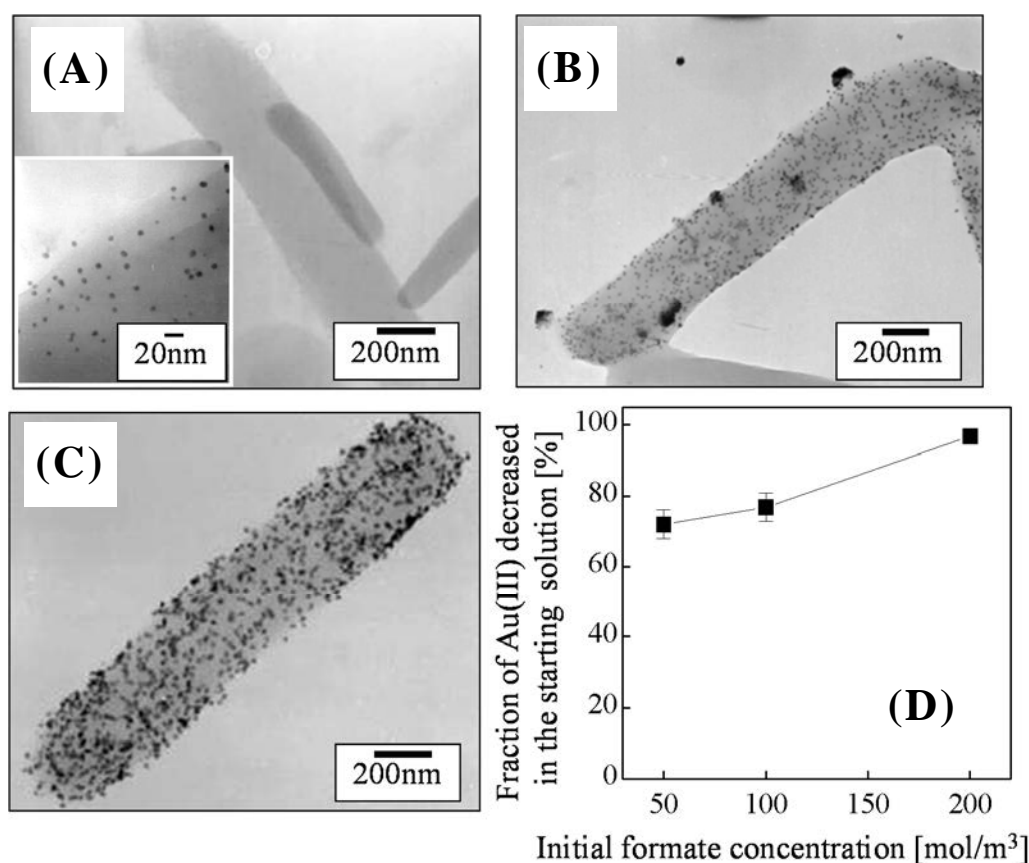 (A)
20nm
200nm
(B)
200nm
(C)
200nm
Fraction of Au(III) decreased
in the starting solution [%]
100
80
60
40
20
0
(D)
50
100
150
200
Initial formate concentration [mol/m³]